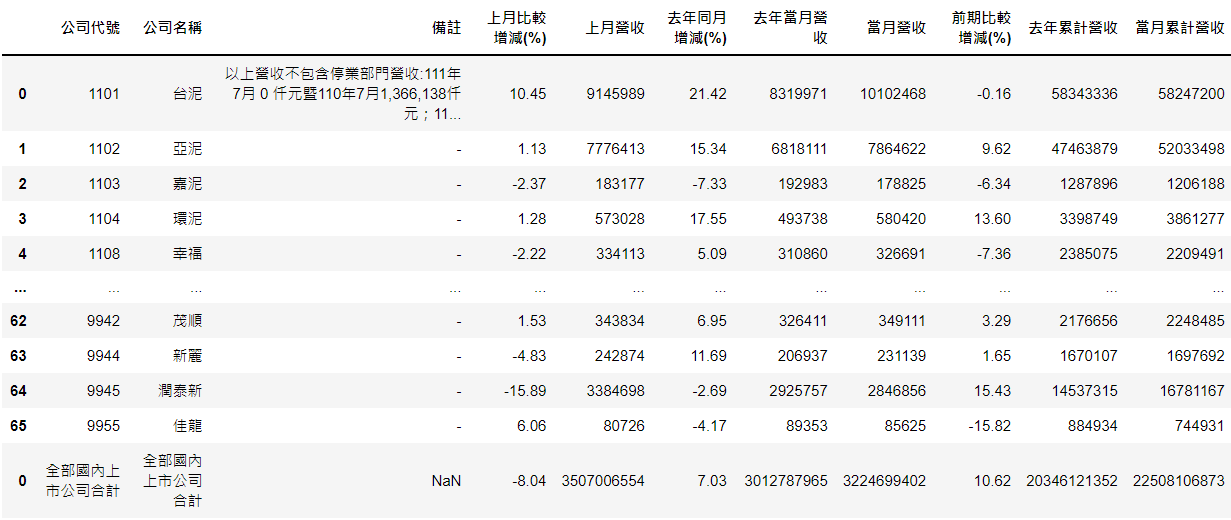 公司代號 公司名稱 備註 上月比較增減(%) 上月營收 去年同月增減(%) 去年當月營收 當月營收 前期比較增減(%) 去年累計營收 當月累計營收
0 1101 台泥 以上營收不包含停業部門營收:111年7月 0 仟元暨110年7月1,366,138仟元；11... 10.45 9145989 21.42 8319971 10102468 -0.16 58343336 58247200
1 1102 亞泥 - 1.13 7776413 15.34 6818111 7864622 9.62 47463879 52033498
2 1103 嘉泥 - -2.37 183177 -7.33 192983 178825 -6.34 1287896 1206188
3 1104 環泥 - 1.28 573028 17.55 493738 580420 13.60 3398749 3861277
4 1108 幸福 - -2.22 334113 5.09 310860 326691 -7.36 2385075 2209491
... ... ... ... ... ... ... ... ... ... ... ...
62 9942 茂順 - 1.53 343834 6.95 326411 349111 3.29 2176656 2248485
63 9944 新麗 - -4.83 242874 11.69 206937 231139 1.65 1670107 1697692
64 9945 潤泰新 - -15.89 3384698 -2.69 2925757 2846856 15.43 14537315 16781167
65 9955 佳龍 - 6.06 80726 -4.17 89353 85625 -15.82 884934 744931
0 全部國內上市公司合計 全部國內上市公司合計 NaN -8.04 3507006554 7.03 3012787965 3224699402 10.62 20346121352 22508106873